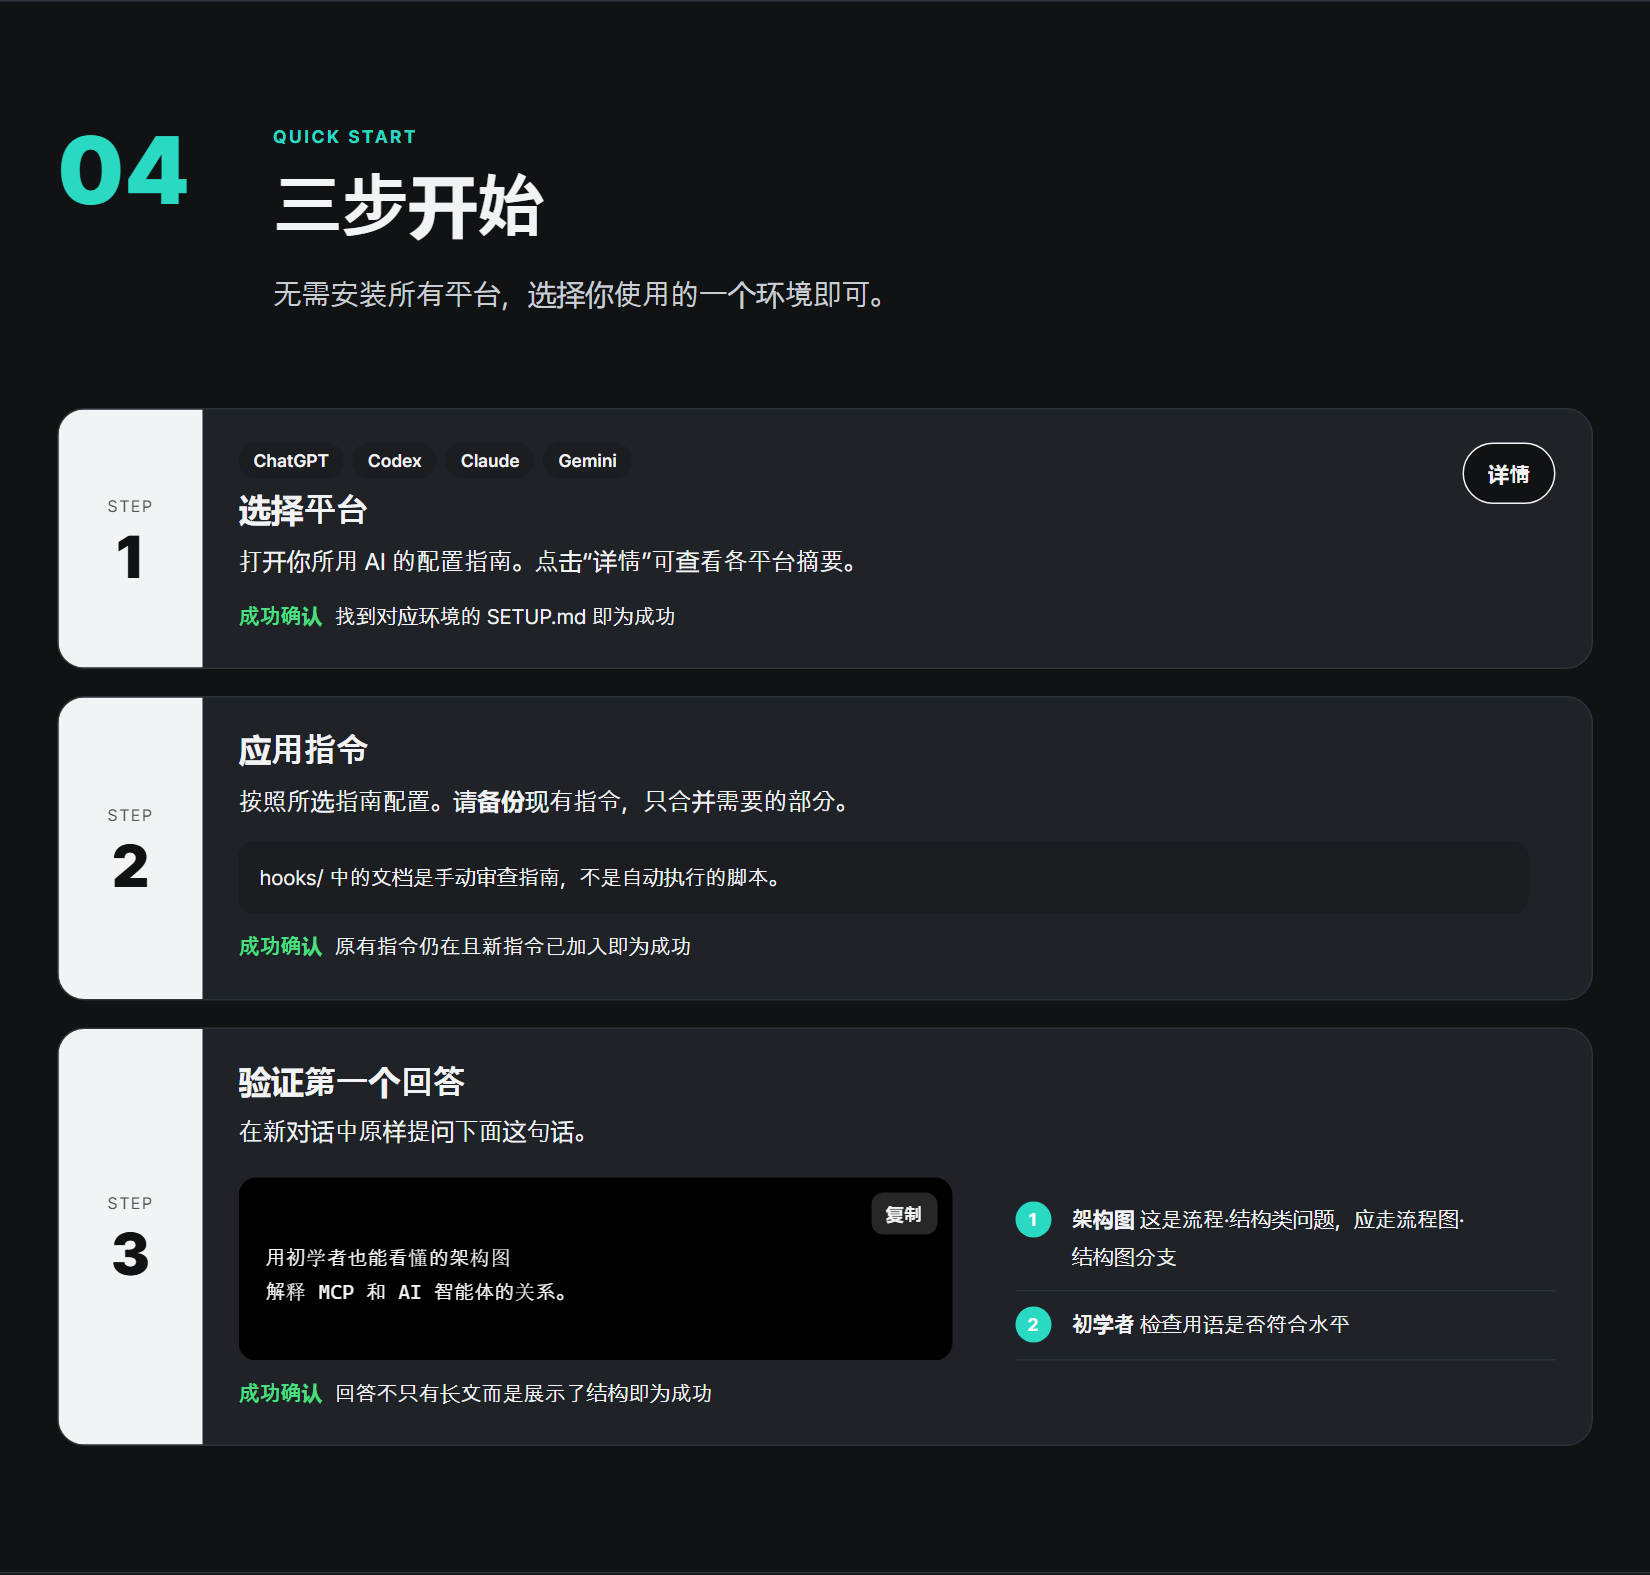 04
QUICK START
三步开始
无需安装所有平台，选择你使用的一个环境即可。
STEP
1
ChatGPT Codex Claude Gemini
选择平台
打开你所用 AI 的配置指南。点击“详情”可查看各平台摘要。
成功确认 找到对应环境的 SETUP.md 即为成功
详情
STEP
2
应用指令
按照所选指南配置。请备份现有指令，只合并需要的部分。
hooks/ 中的文档是手动审查指南，不是自动执行的脚本。
成功确认 原有指令仍在且新指令已加入即为成功
STEP
3
验证第一个回答
在新对话中原样提问下面这句话。
复制
用初学者也能看懂的架构图
解释 MCP 和 AI 智能体的关系。
1 架构图 这是流程·结构类问题，应走流程图·
结构图分支
2 初学者 检查用语是否符合水平
成功确认 回答不只有长文而是展示了结构即为成功